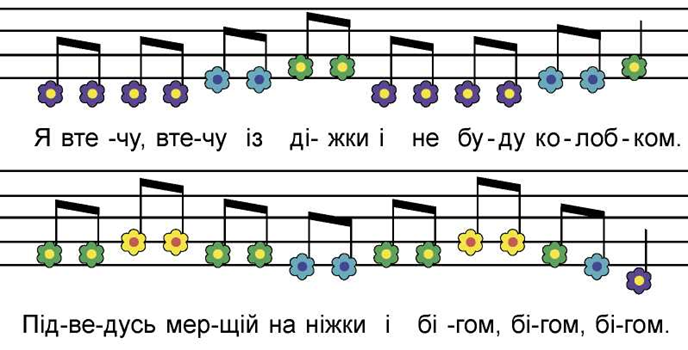 Я вте -чу, вте-чу із ді- жки і не бу-ду ко-лоб-ком.
Під-ве-дусь мер-щій на ніжки і бі -гом, бі-гом, бі-гом.